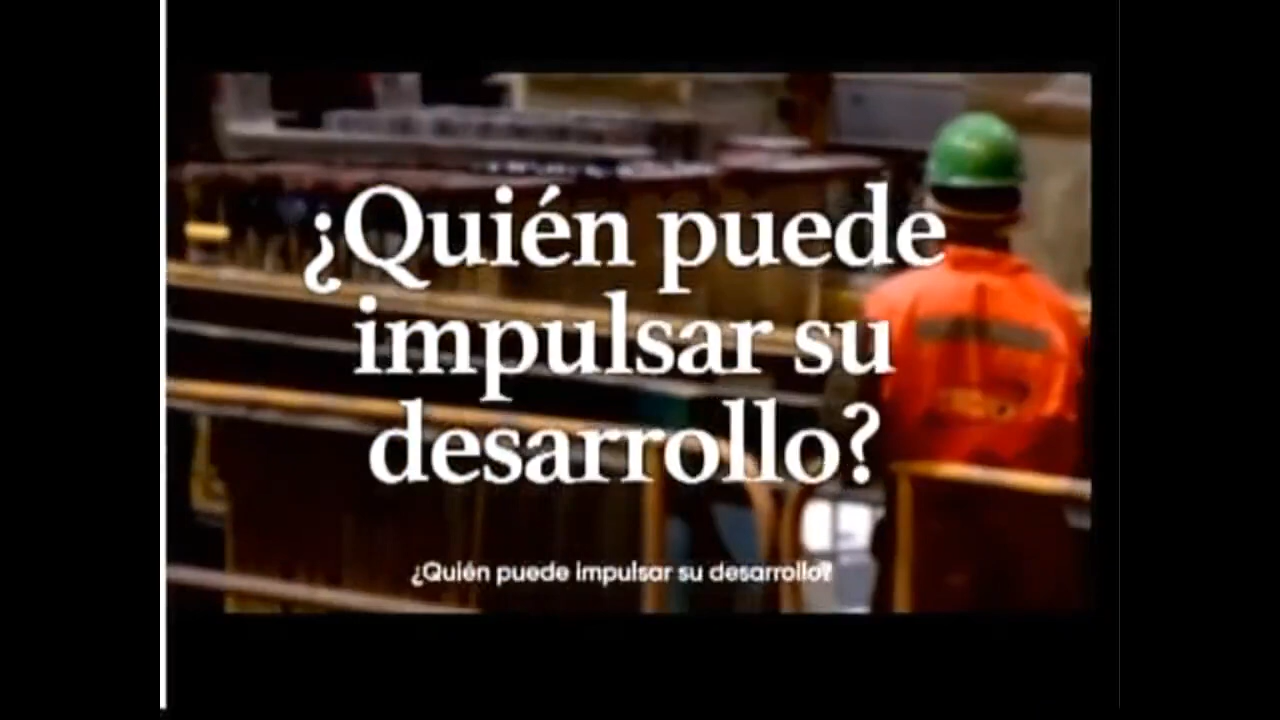 ¿Quién puede
impulsar su
desarrollo?
¿Quién puede impulsar su desarrollo?